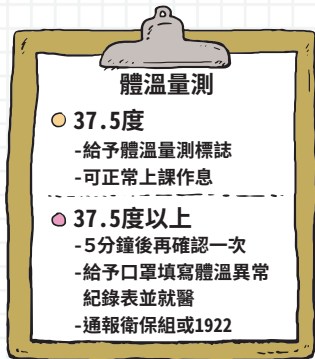 體溫量測
37.5度
-給予體溫量測標誌
-可正常上課作息
37.5度以上
-5分鐘後再確認一次
-給予口罩填寫體溫異常
紀錄表並就醫
-通報衛保組或1922